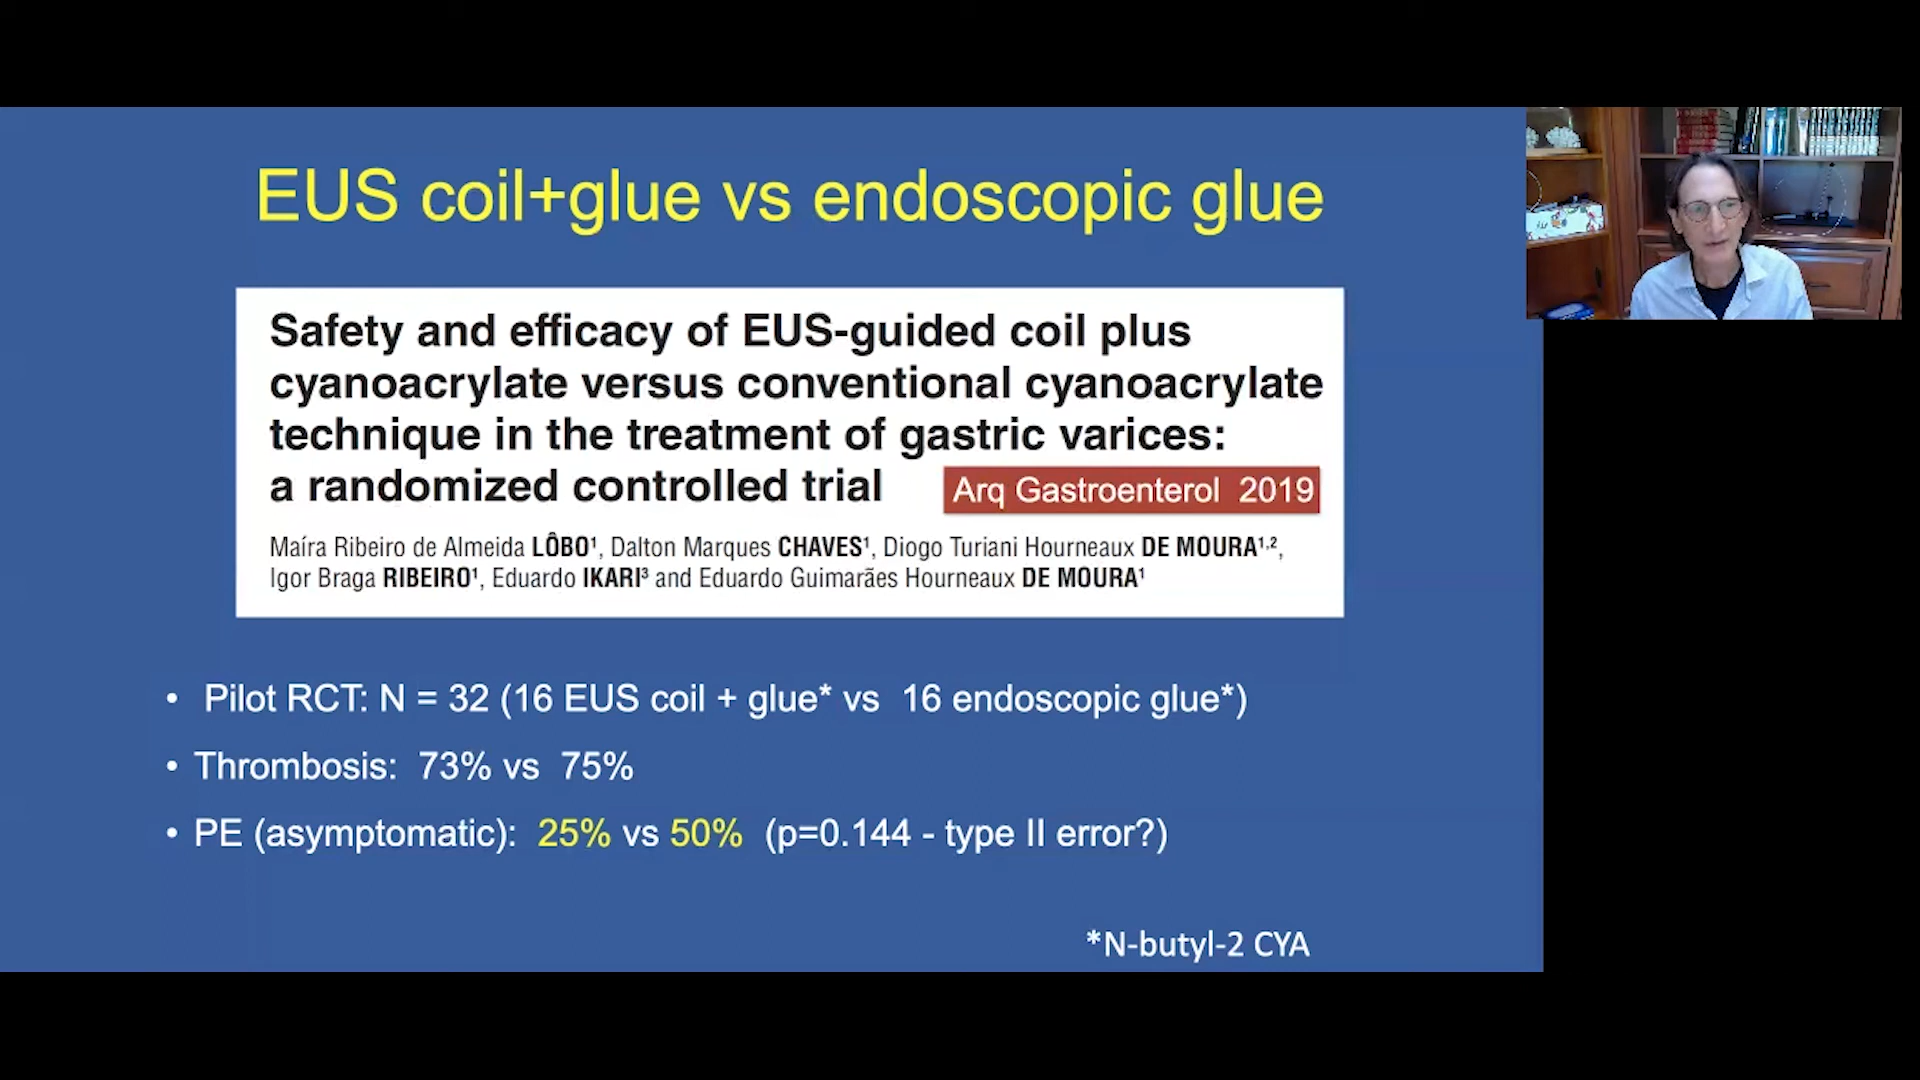 EUS coil+glue vs endoscopic glue
Safety and efficacy of EUS-guided coil plus
cyanoacrylate versus conventional cyanoacrylate
technique in the treatment of gastric varices:
a randomized controlled trial
Arq Gastroenterol 2019
Maíra Ribeiro de Almeida LÔBO¹, Dalton Marques CHAVES¹, Diogo Turiani Hourneaux DE MOURA¹,²,
Igor Braga RIBEIRO¹, Eduardo IKARI³ and Eduardo Guimarães Hourneaux DE MOURA¹
• Pilot RCT: N = 32 (16 EUS coil + glue* vs 16 endoscopic glue*)
• Thrombosis: 73% vs 75%
• PE (asymptomatic): 25% vs 50% (p=0.144 - type II error?)
*N-butyl-2 CYA